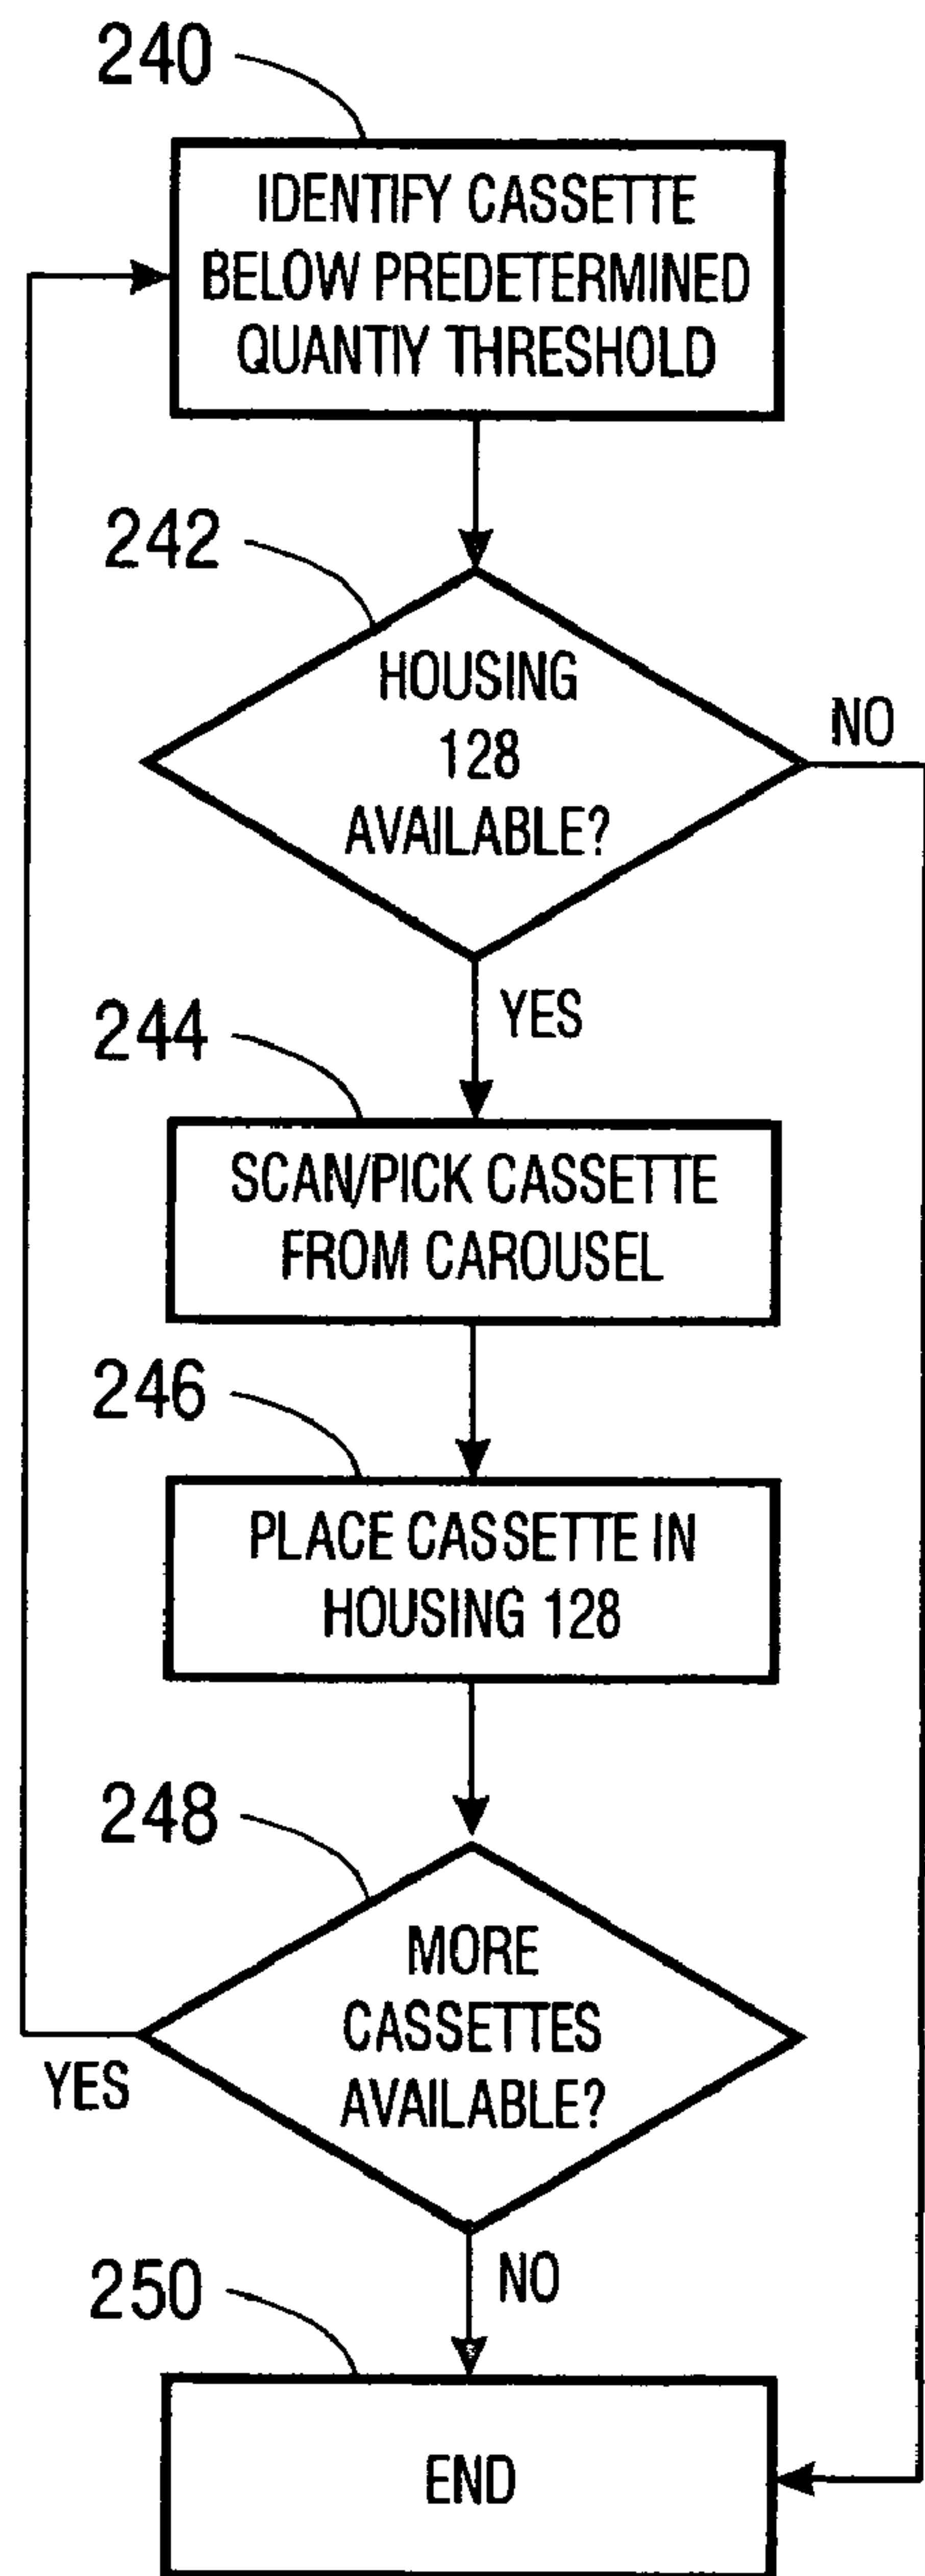 240
IDENTIFY CASSETTE
BELOW PREDETERMINED
QUANTIY THRESHOLD
242
HOUSING
128
AVAILABLE?
NO
YES
244
SCAN/PICK CASSETTE
FROM CAROUSEL
246
PLACE CASSETTE IN
HOUSING 128
248
MORE
CASSETTES
AVAILABLE?
YES
NO
250
END